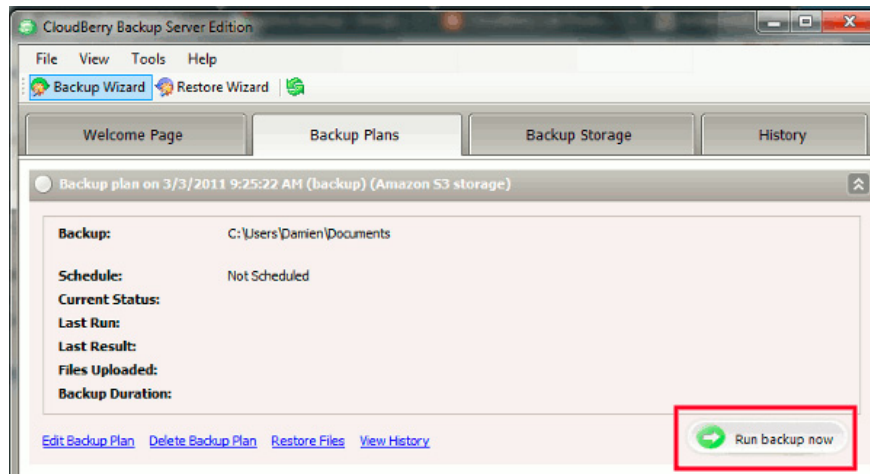 CloudBerry Backup Server Edition
File View Tools Help
Backup Wizard Restore Wizard
Welcome Page Backup Plans Backup Storage History
Backup plan on 3/3/2011 9:25:22 AM (backup) (Amazon S3 storage)
Backup: C:\Users\Damien\Documents
Schedule: Not Scheduled
Current Status:
Last Run:
Last Result:
Files Uploaded:
Backup Duration:
Edit Backup Plan Delete Backup Plan Restore Files View History Run backup now